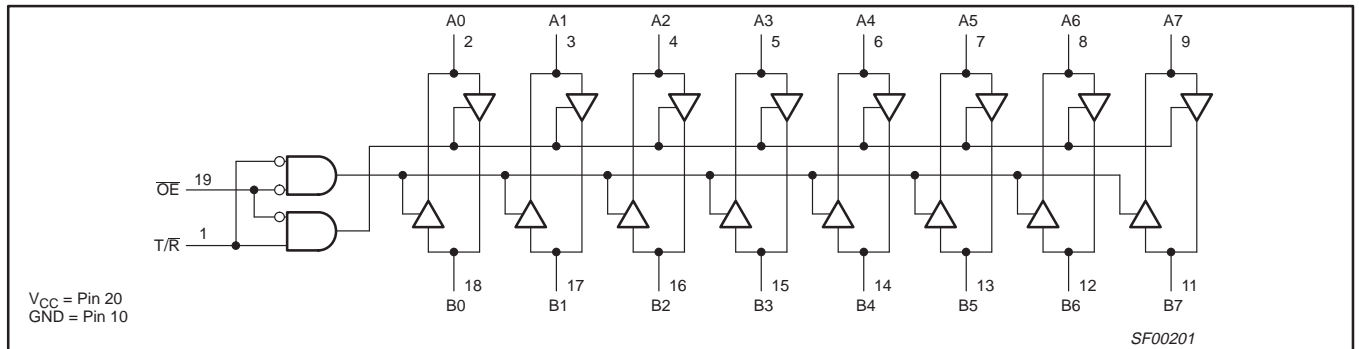 A0 A1 A2 A3 A4 A5 A6 A7
2 3 4 5 6 7 8 9
O̅E̅ 19
T/R̅ 1
18 17 16 15 14 13 12 11
B0 B1 B2 B3 B4 B5 B6 B7
VCC = Pin 20
GND = Pin 10
SF00201